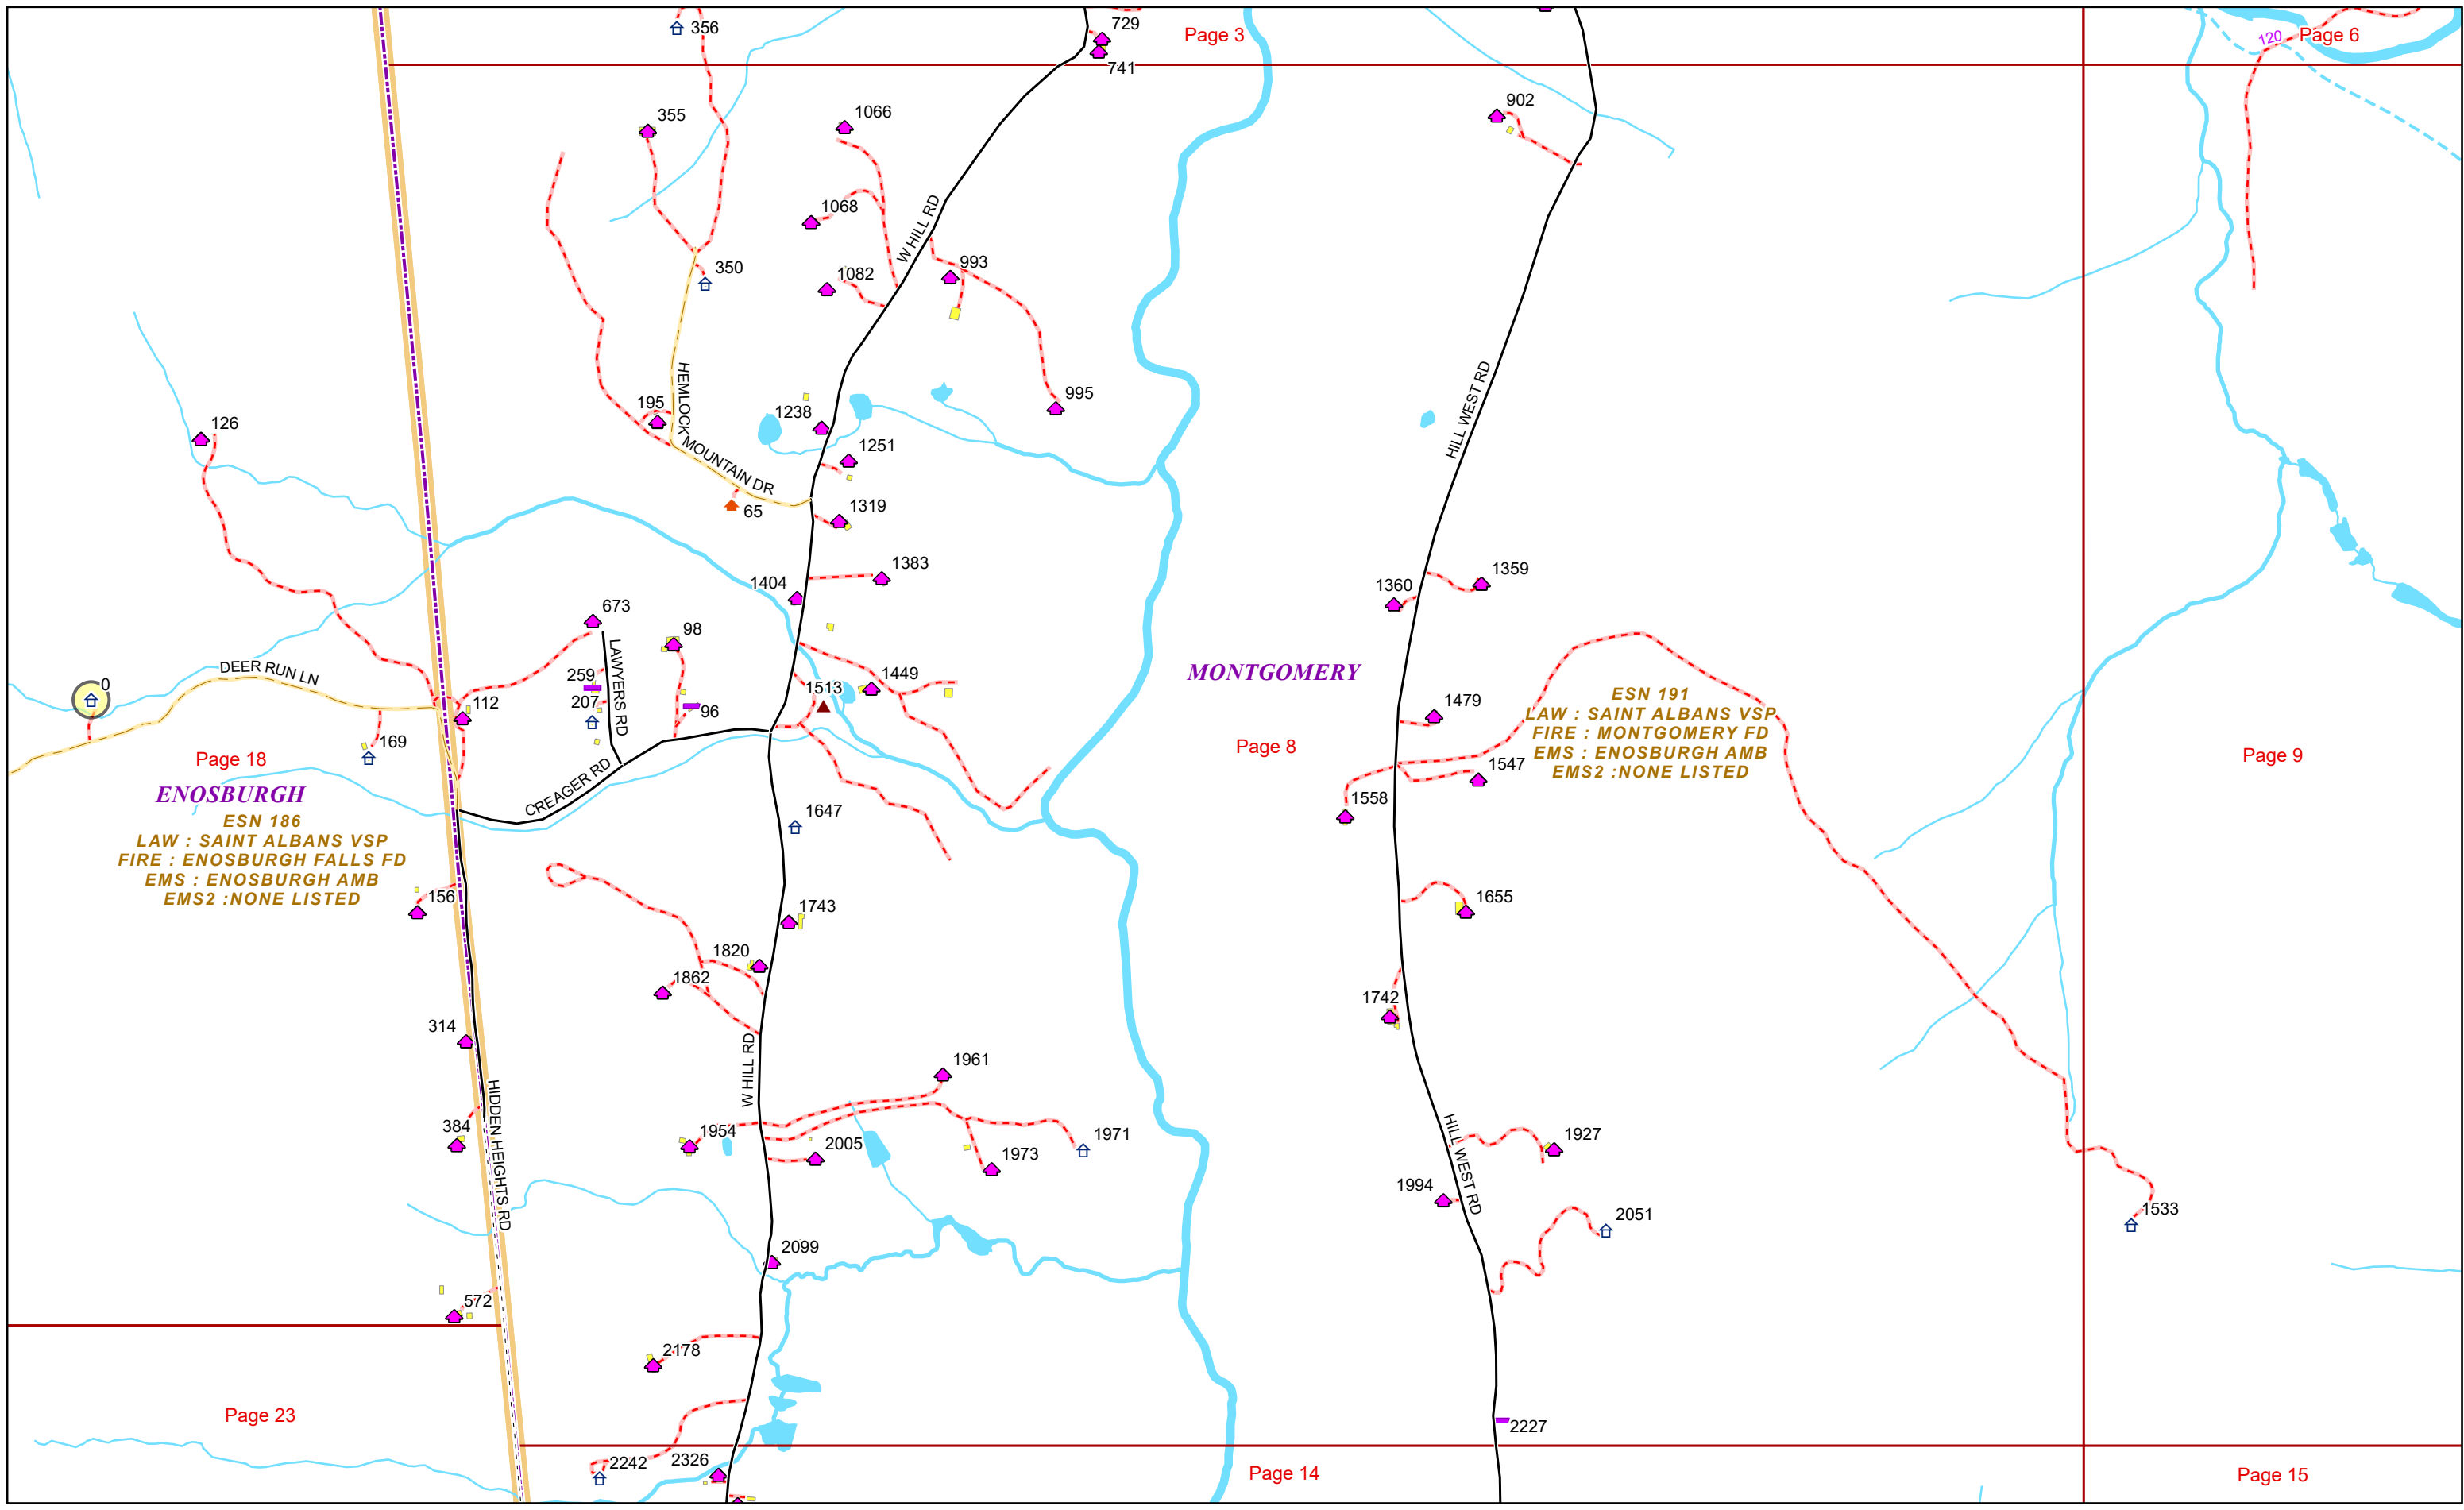 356
729
Page 3
120
Page 6
741
355
1066
902
1068
W HILL RD
350
1082
993
HEMLOCK
MOUNTAIN DR
HILL WEST RD
195
1238
995
126
1251
65
1319
1383
1404
1360
1359
673
98
LAWYERS RD
DEER RUN LN
0
259
207
112
96
1513
1449
MONTGOMERY
ESN 191
LAW : SAINT ALBANS VSP
FIRE : MONTGOMERY FD
EMS : ENOSBURGH AMB
EMS2 :NONE LISTED
1479
169
Page 18
Page 8
Page 9
1547
ENOSBURGH
ESN 186
LAW : SAINT ALBANS VSP
FIRE : ENOSBURGH FALLS FD
EMS : ENOSBURGH AMB
EMS2 :NONE LISTED
CREAGER RD
1558
1647
156
1655
1743
1820
1862
1742
314
W HILL RD
1961
HIDDEN HEIGHTS RD
384
1954
2005
1971
1973
HILL WEST RD
1927
1994
2051
1533
2099
572
2178
Page 23
2227
2242
2326
Page 14
Page 15